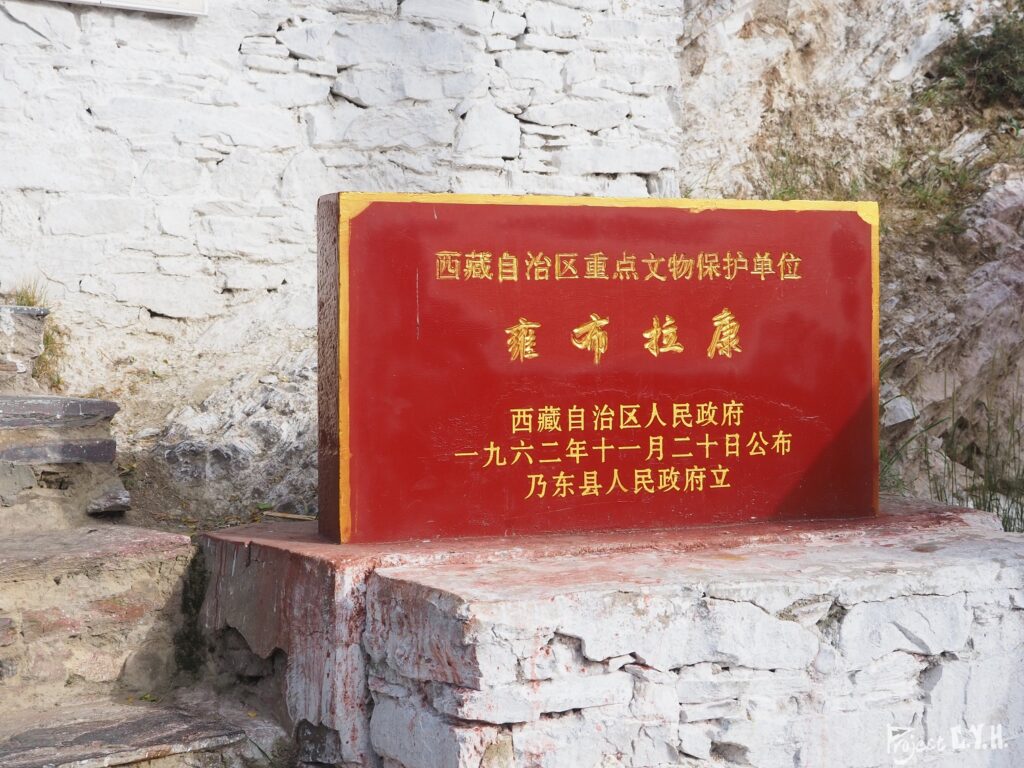 西藏自治区重点文物保护单位
雍布拉康
西藏自治区人民政府
一九六二年十一月二十日公布
乃东县人民政府立
Project C.Y.H.